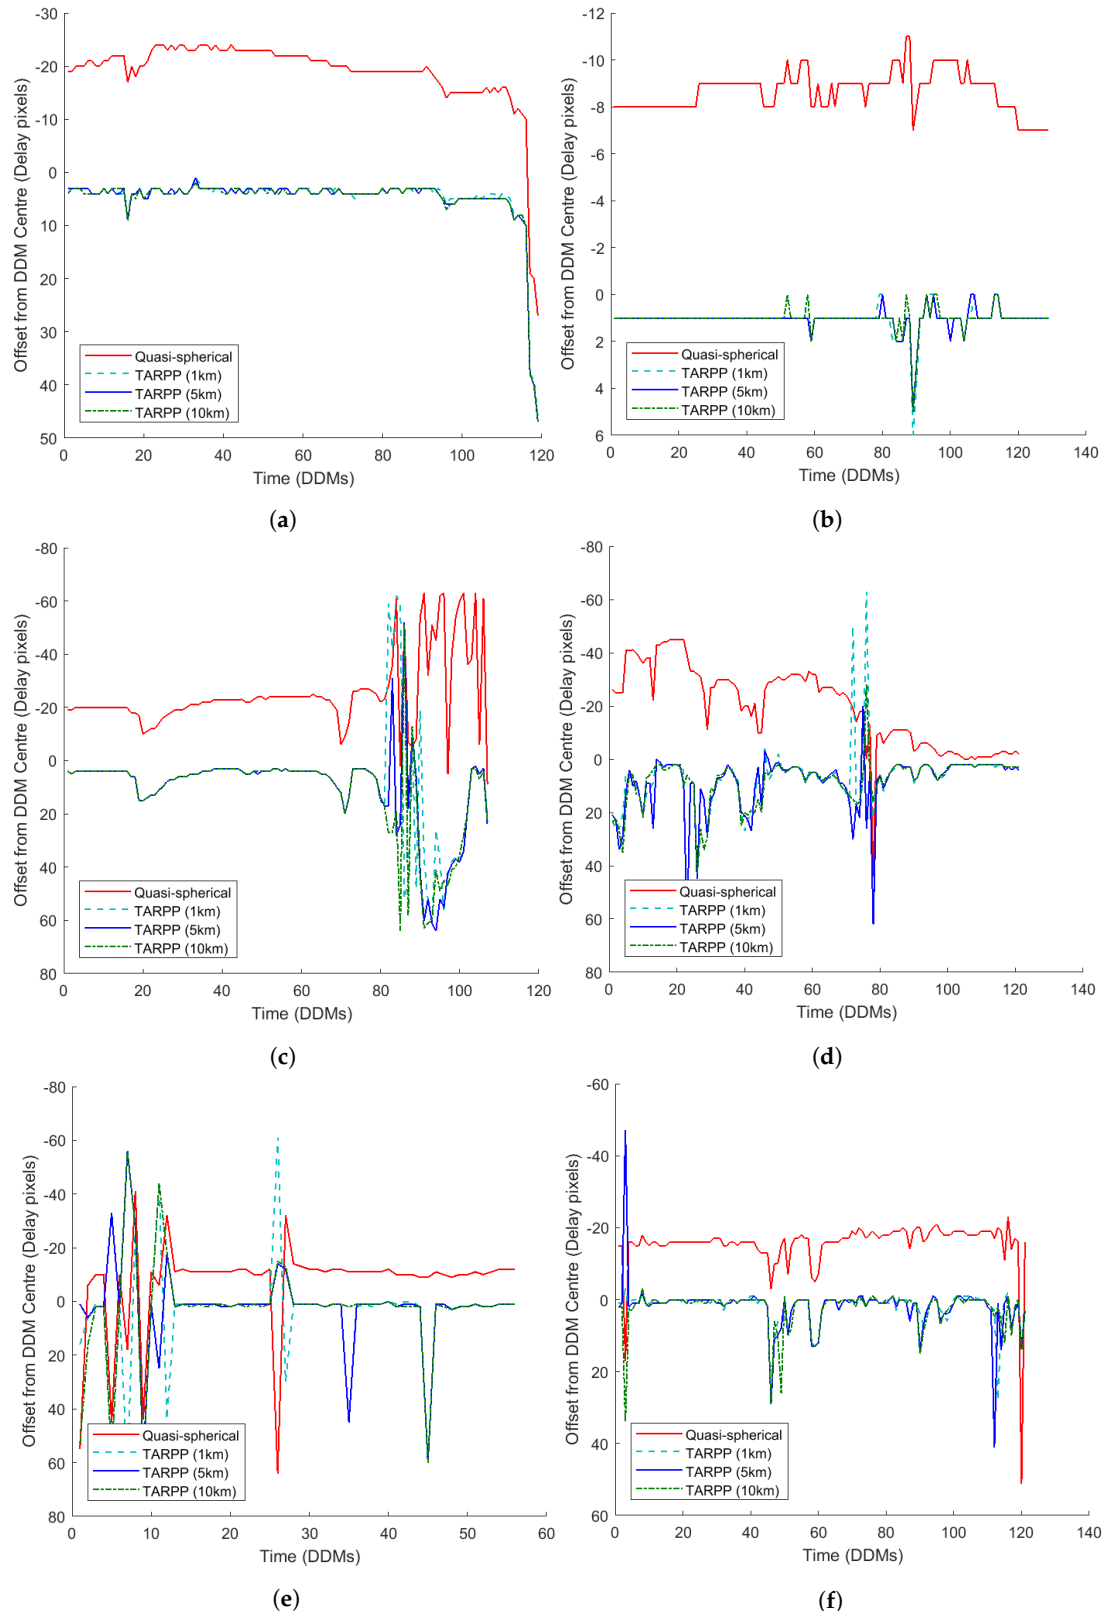 Offset from DDM Centre (Delay pixels)
-30
-20
-10
0
10
20
30
40
50
0 20 40 60 80 100 120
Time (DDMs)
Quasi-spherical
TARPP (1km)
TARPP (5km)
TARPP (10km)
(a)
Offset from DDM Centre (Delay pixels)
-12
-10
-8
-6
-4
-2
0
2
4
6
0 20 40 60 80 100 120 140
Time (DDMs)
Quasi-spherical
TARPP (1km)
TARPP (5km)
TARPP (10km)
(b)
Offset from DDM Centre (Delay pixels)
-80
-60
-40
-20
0
20
40
60
80
0 20 40 60 80 100 120
Time (DDMs)
Quasi-spherical
TARPP (1km)
TARPP (5km)
TARPP (10km)
(c)
Offset from DDM Centre (Delay pixels)
-80
-60
-40
-20
0
20
40
60
80
0 20 40 60 80 100 120 140
Time (DDMs)
Quasi-spherical
TARPP (1km)
TARPP (5km)
TARPP (10km)
(d)
Offset from DDM Centre (Delay pixels)
-80
-60
-40
-20
0
20
40
60
80
0 10 20 30 40 50 60
Time (DDMs)
Quasi-spherical
TARPP (1km)
TARPP (5km)
TARPP (10km)
(e)
Offset from DDM Centre (Delay pixels)
-60
-40
-20
0
20
40
60
0 20 40 60 80 100 120 140
Time (DDMs)
Quasi-spherical
TARPP (1km)
TARPP (5km)
TARPP (10km)
(f)